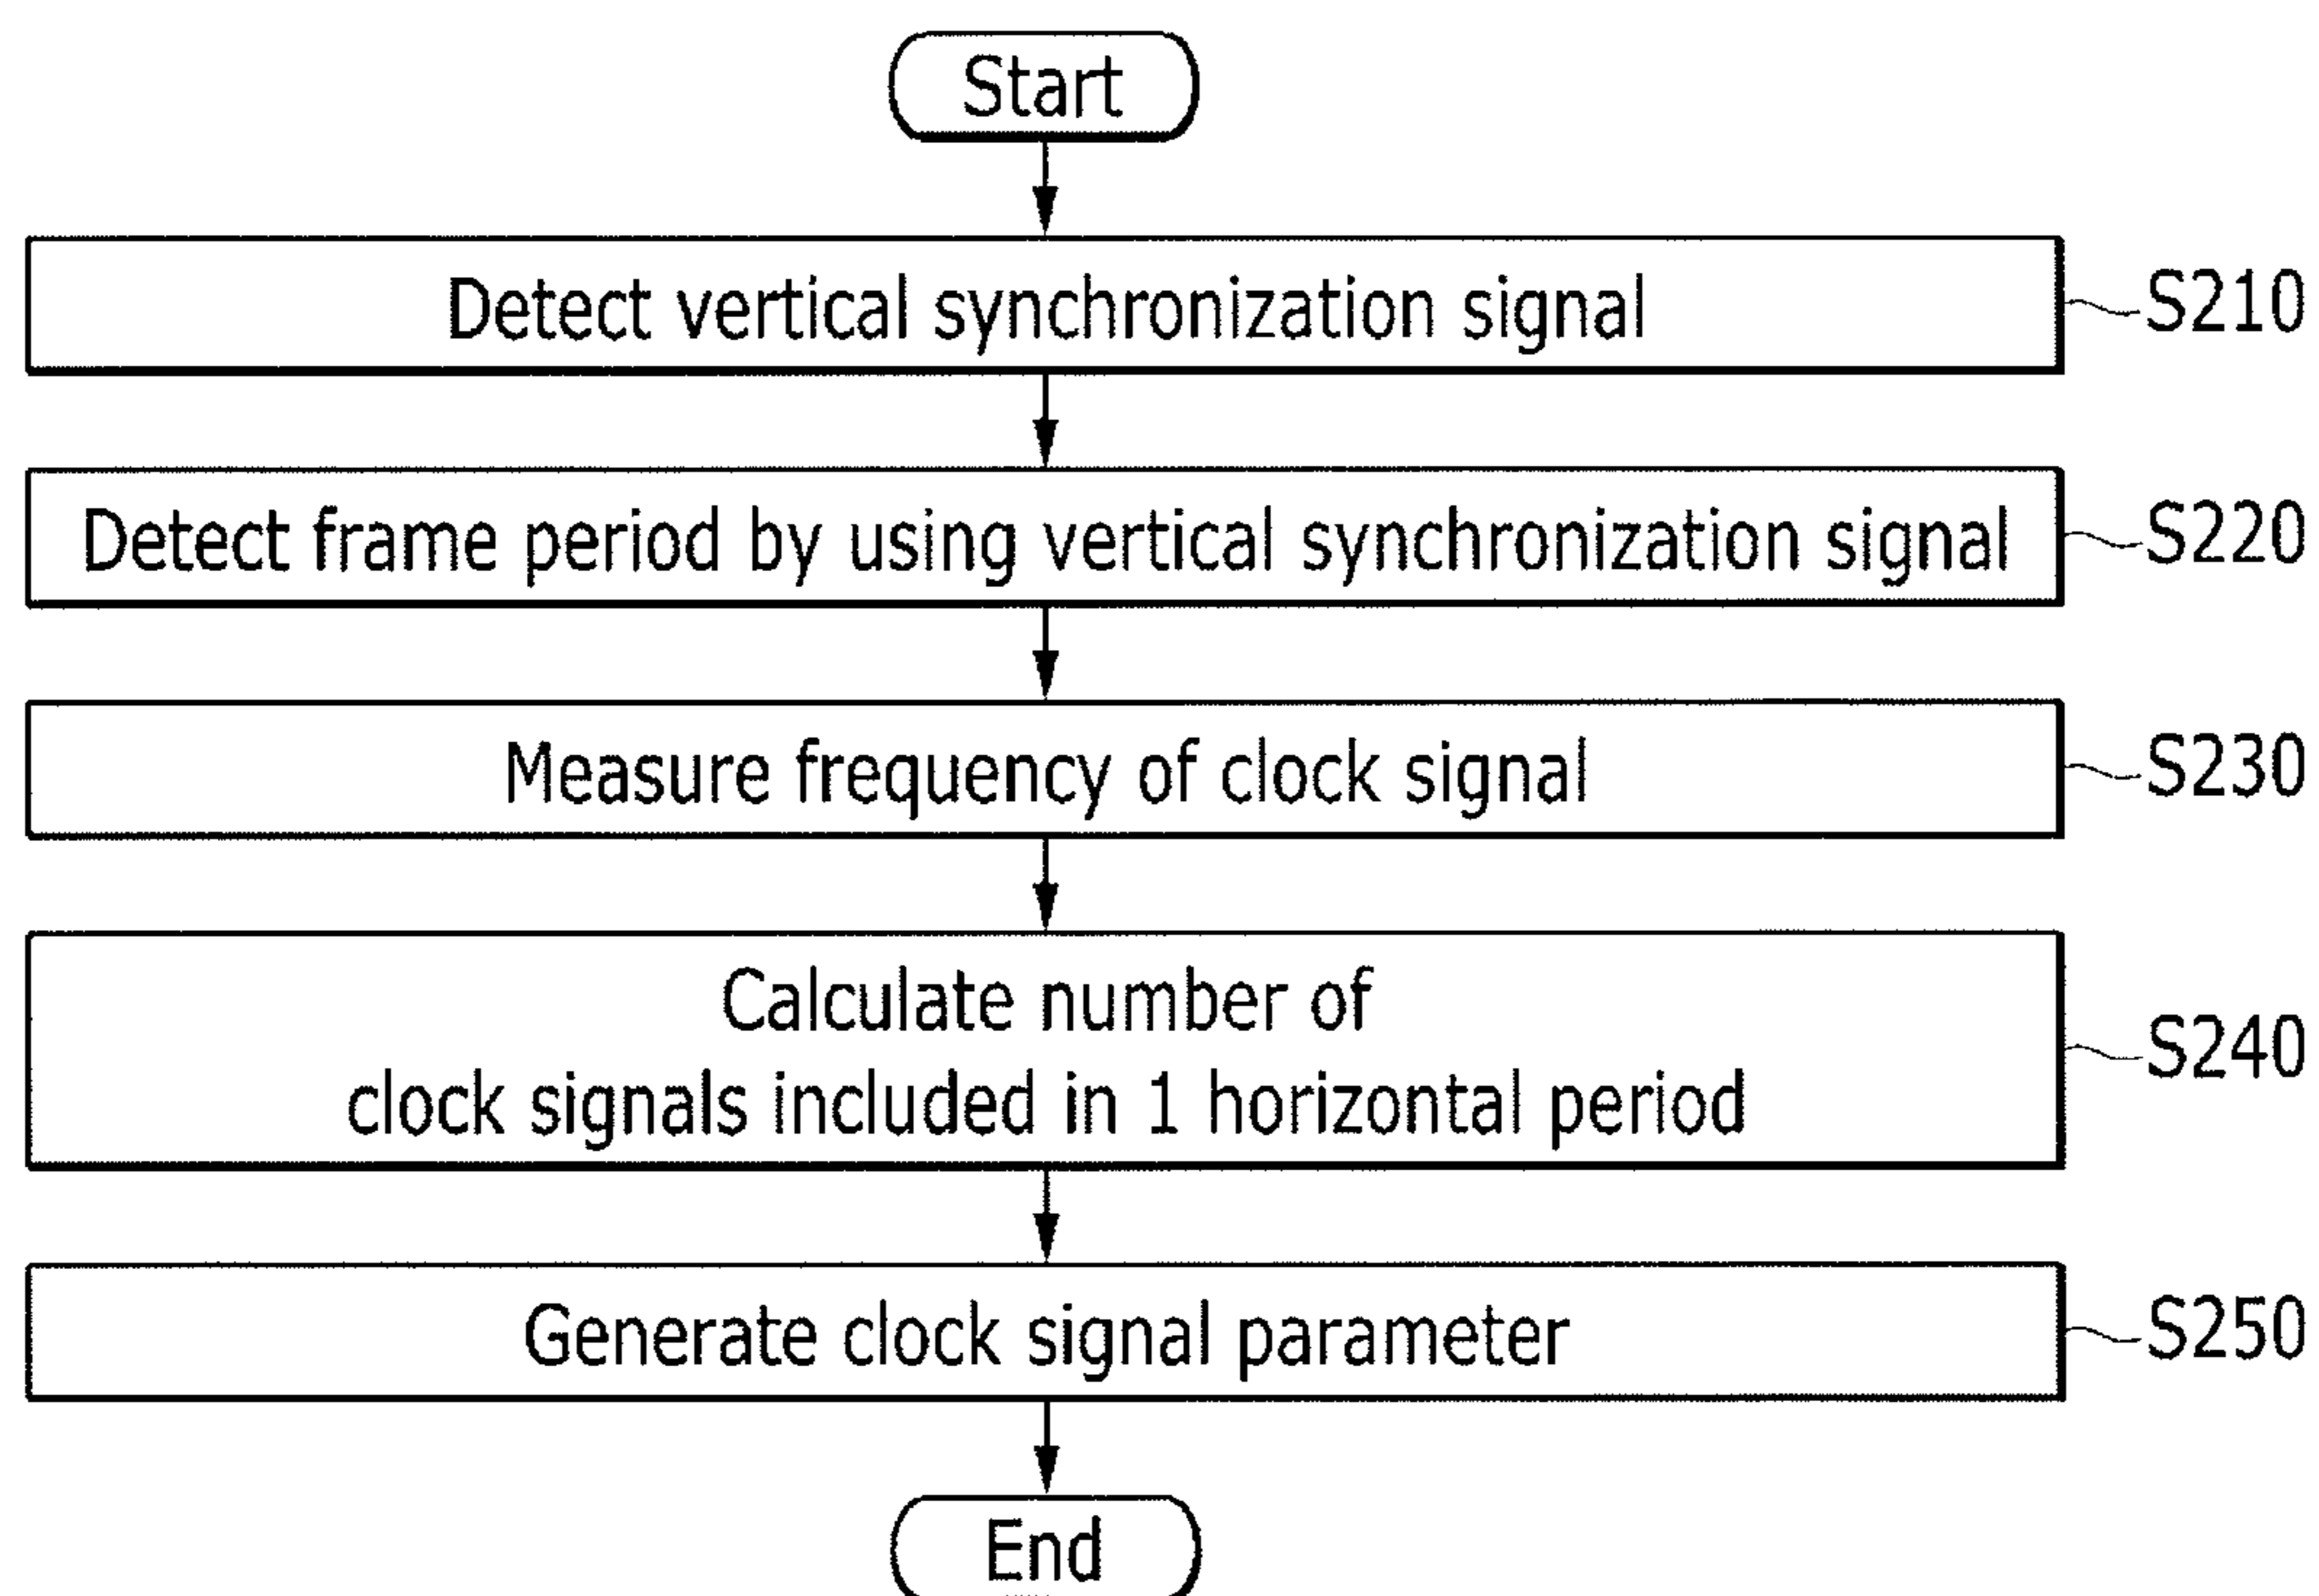 Start
Detect vertical synchronization signal
S210
Detect frame period by using vertical synchronization signal
S220
Measure frequency of clock signal
S230
Calculate number of
clock signals included in 1 horizontal period
S240
Generate clock signal parameter
S250
End